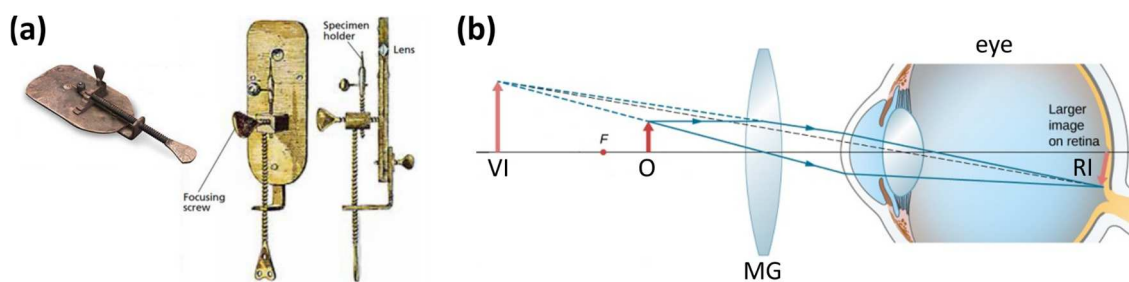 (a)
Specimen
holder
Lens
Focusing
screw
(b)
eye
Larger
image
on retina
F
VI
O
RI
MG